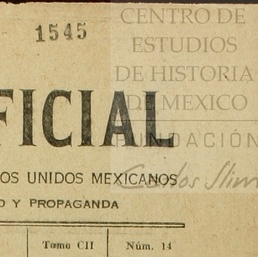 1545
CENTRO DE
ESTUDIOS
DE HISTORIA
DE MEXICO
FICIAL
FUNDACIÓN
OS UNIDOS MEXICANOS
Carlos Slim
O Y PROPAGANDA
Tomo CII
Núm. 14